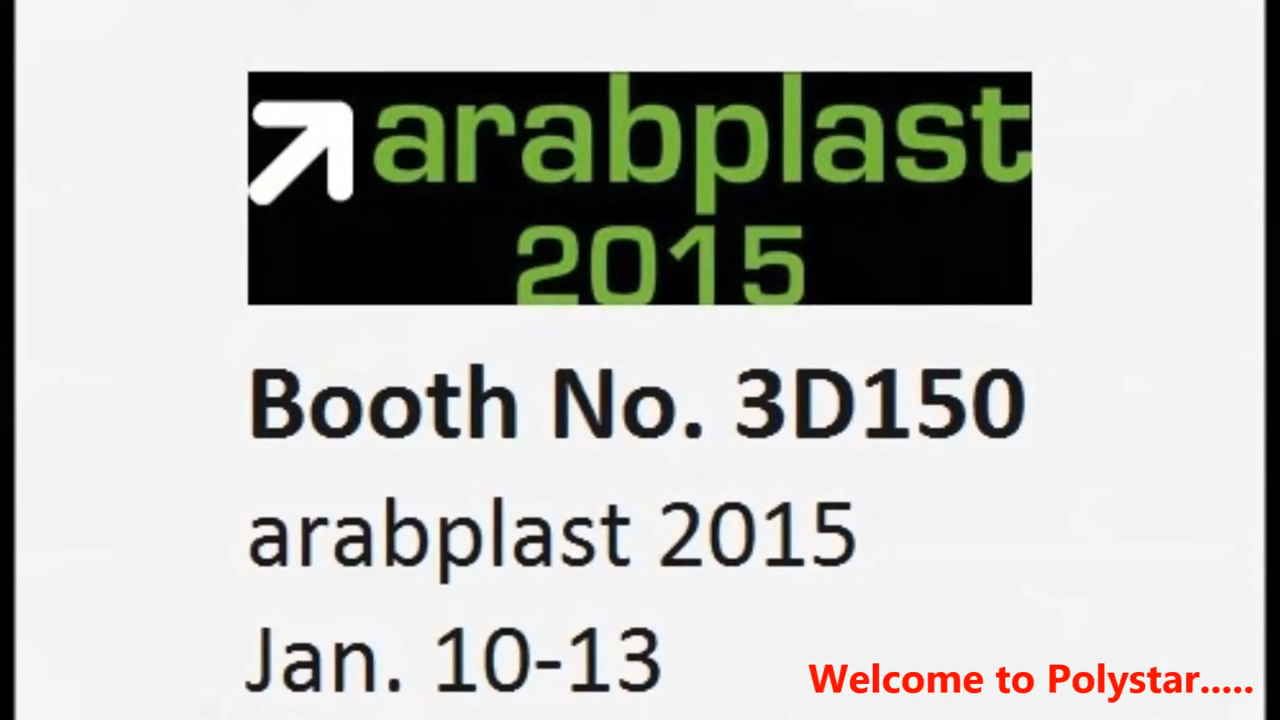 arabplast
2015
Booth No. 3D150
arabplast 2015
Jan. 10-13
Welcome to Polystar.....